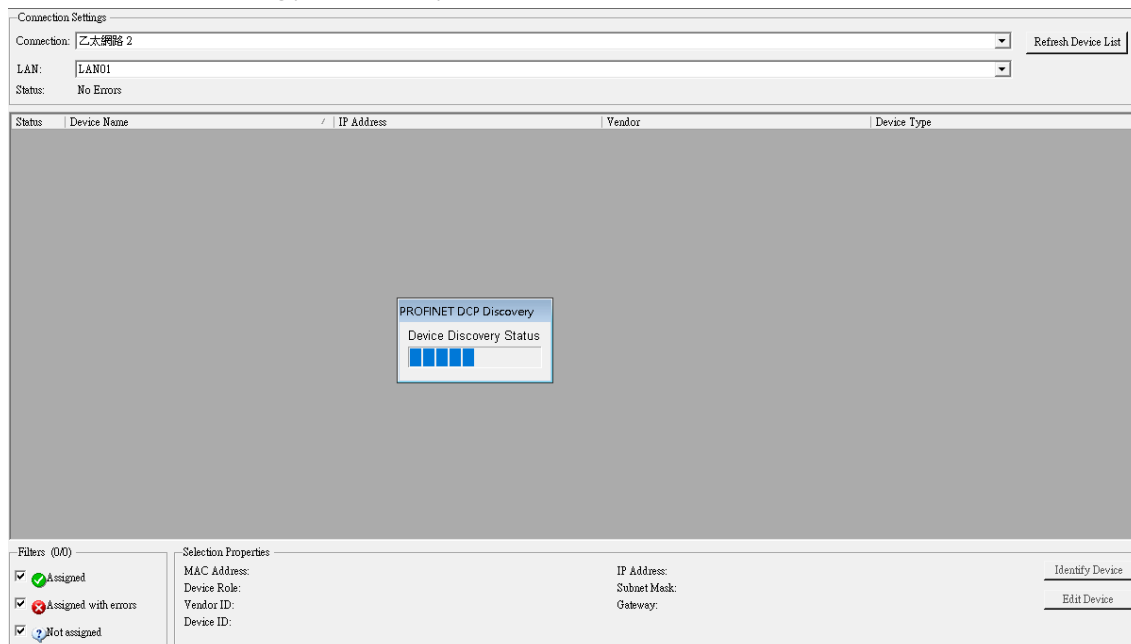 Connection Settings
Connection: 乙太網路 2
Refresh Device List
LAN: LAN01
Status: No Errors
Status Device Name / IP Address Vendor Device Type
PROFINET DCP Discovery
Device Discovery Status
Filters (0/0)
Assigned
Assigned with errors
Not assigned
Selection Properties
MAC Address:
Device Role:
Vendor ID:
Device ID:
IP Address:
Subnet Mask:
Gateway:
Identify Device
Edit Device